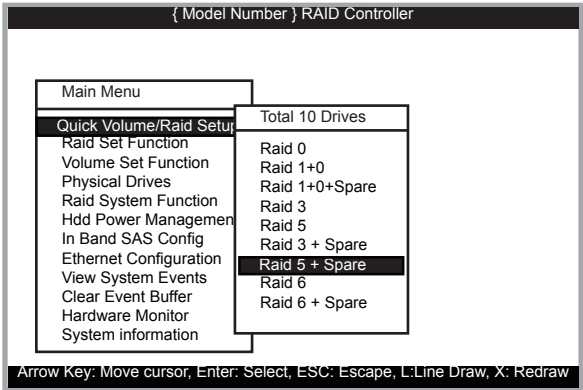 { Model Number } RAID Controller
Main Menu
Quick Volume/Raid Setup
Raid Set Function
Volume Set Function
Physical Drives
Raid System Function
Hdd Power Managemen
In Band SAS Config
Ethernet Configuration
View System Events
Clear Event Buffer
Hardware Monitor
System information
Total 10 Drives
Raid 0
Raid 1+0
Raid 1+0+Spare
Raid 3
Raid 5
Raid 3 + Spare
Raid 5 + Spare
Raid 6
Raid 6 + Spare
Arrow Key: Move cursor, Enter: Select, ESC: Escape, L:Line Draw, X: Redraw